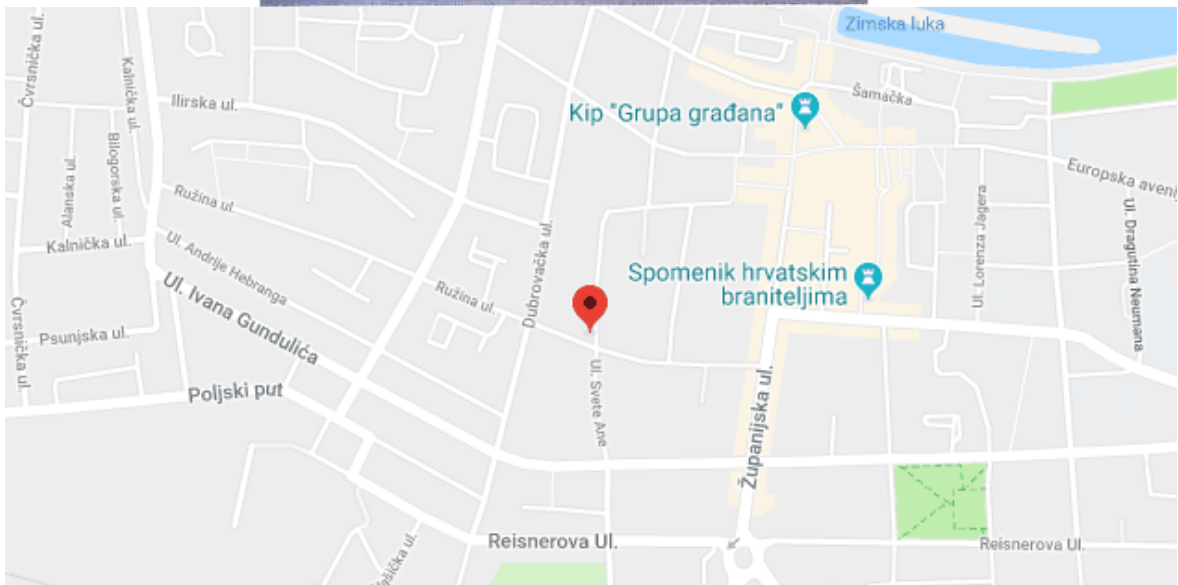 Zimska luka
Čvrsnička ul.
Kalnička ul.
Ilirska ul.
Šamačka
Kip "Grupa građana"
Bilogorska ul.
Alanska ul.
Europska avenij
Ružina ul.
Ul. Lorenza Jagera
Ul. Dragutina Neumana
Kalnička ul.
Ul. Andrije Hebranga
Dubrovačka ul.
Spomenik hrvatskim
braniteljima
Ul. Ivana Gundulića
Ružina ul.
Čvrsnička ul.
Psunjska ul.
Ul. Svete Ane
Poljski put
Županijska ul.
Reisnerova Ul.
Reisnerova Ul.